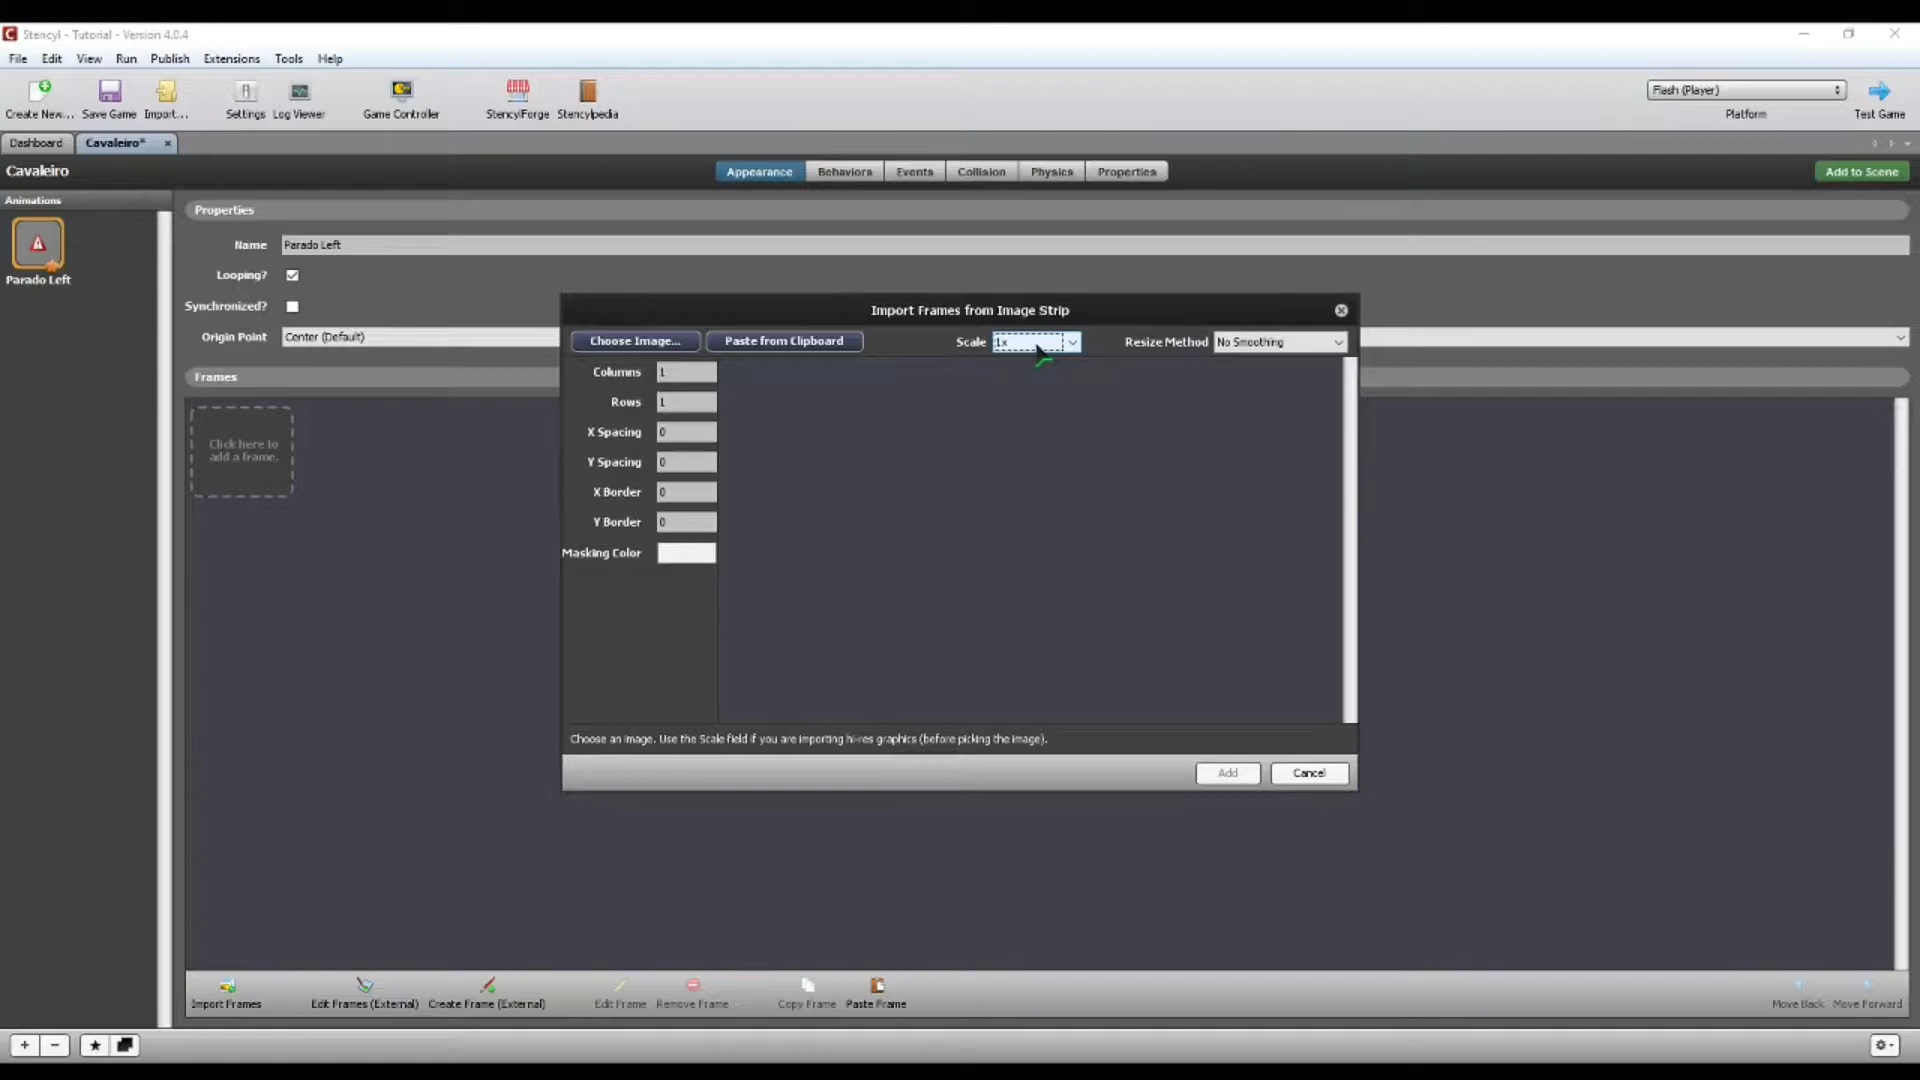 Stencyl - Tutorial - Version 4.0.4
File Edit View Run Publish Extensions Tools Help
Create New... Save Game Import... Settings Log Viewer Game Controller StencylForge Stencylpedia
Flash (Player)
Platform Test Game
Dashboard Cavaleiro* ×
Cavaleiro Appearance Behaviors Events Collision Physics Properties Add to Scene
Animations
Parado Left
Properties
Name Parado Left
Looping?
Synchronized?
Origin Point Center (Default)
Frames
Click here to
add a frame.
Import Frames from Image Strip
Choose Image... Paste from Clipboard Scale 1x Resize Method No Smoothing
Columns 1
Rows 1
X Spacing 0
Y Spacing 0
X Border 0
Y Border 0
Masking Color
Choose an image. Use the Scale field if you are importing hi-res graphics (before picking the image).
Add Cancel
Import Frames Edit Frames (External) Create Frame (External) Edit Frame Remove Frame Copy Frame Paste Frame Move Back Move Forward